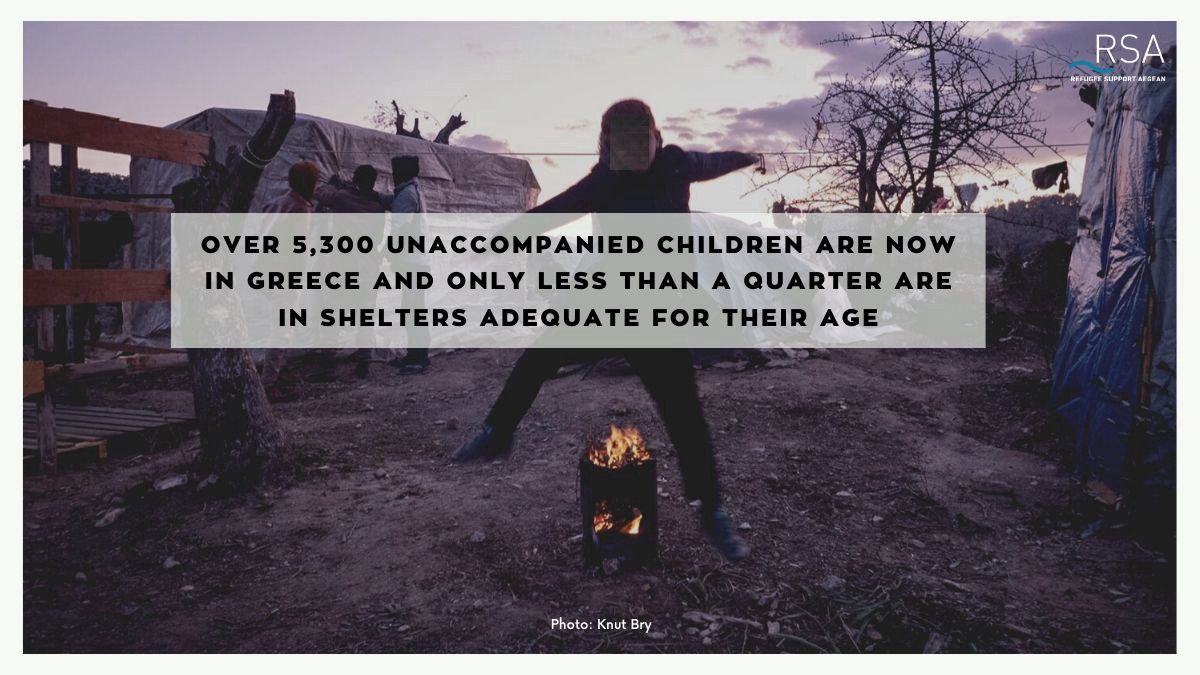 RSA
REFUGEE SUPPORT AEGEAN
OVER 5,300 UNACCOMPANIED CHILDREN ARE NOW
IN GREECE AND ONLY LESS THAN A QUARTER ARE
IN SHELTERS ADEQUATE FOR THEIR AGE
Photo: Knut Bry